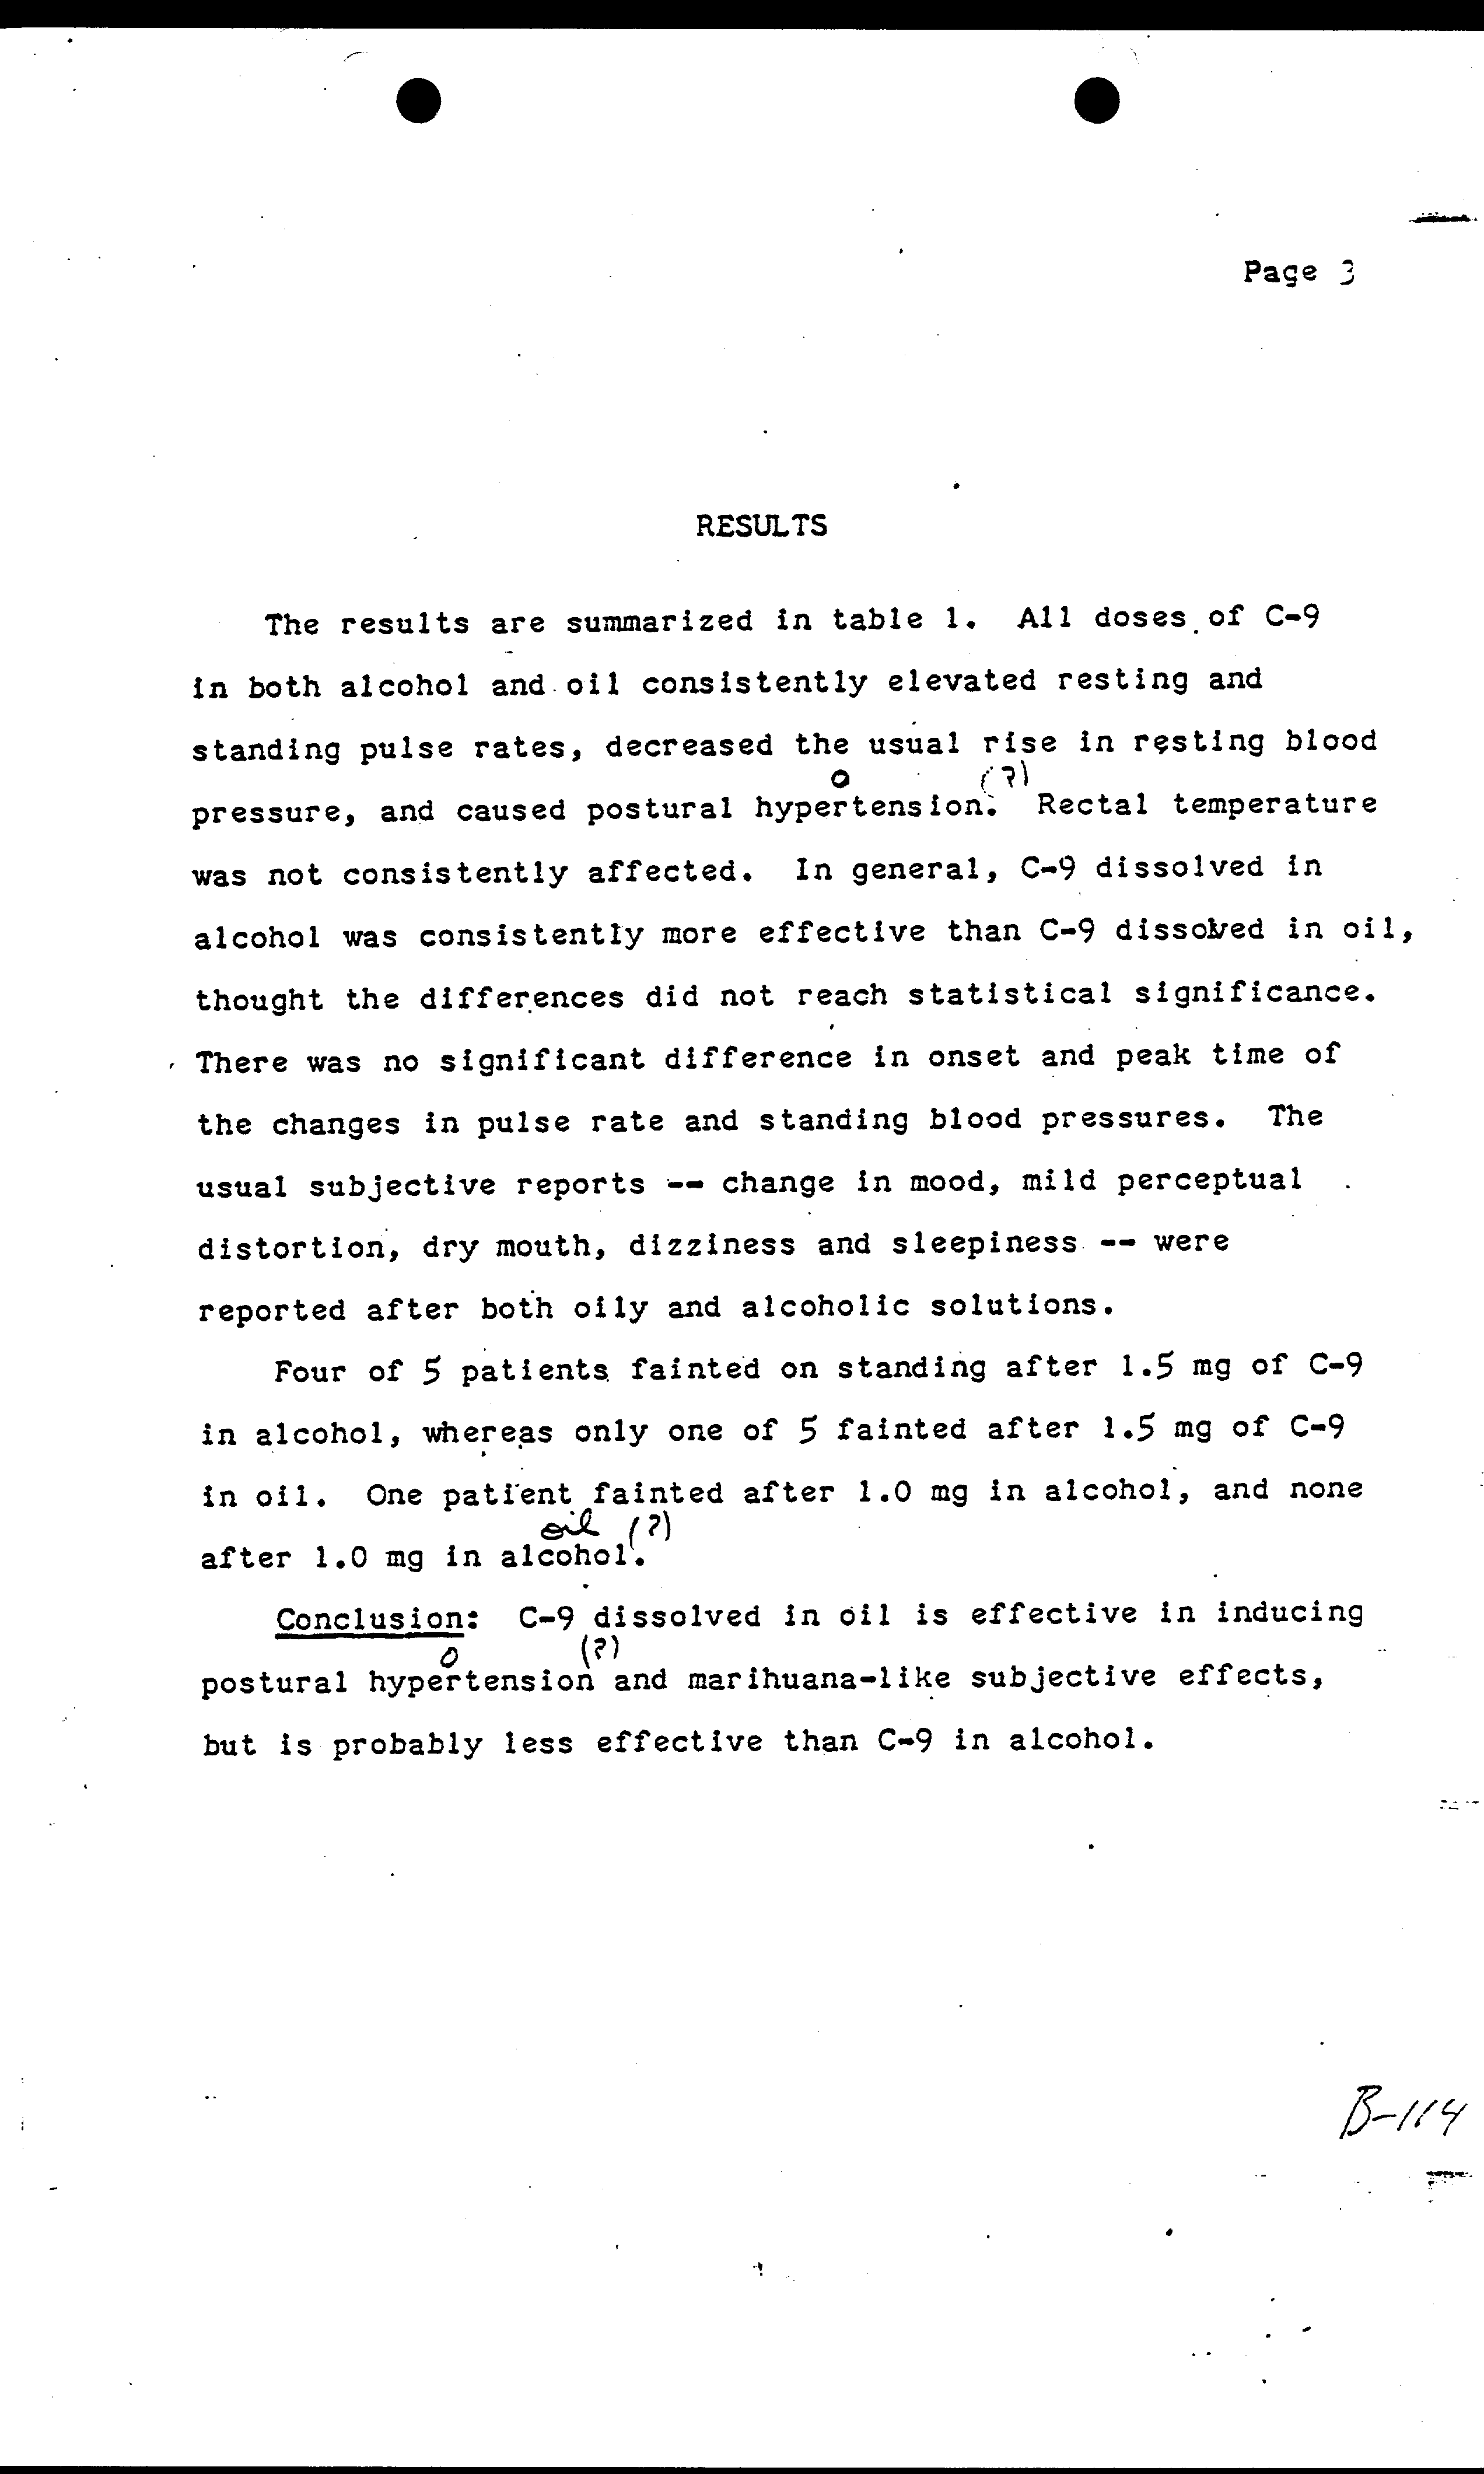 Page 3
RESULTS
The results are summarized in table 1. All doses of C-9
in both alcohol and oil consistently elevated resting and
standing pulse rates, decreased the usual rise in resting blood
o (?)
pressure, and caused postural hypertension. Rectal temperature
was not consistently affected. In general, C-9 dissolved in
alcohol was consistently more effective than C-9 dissolved in oil,
thought the differences did not reach statistical significance.
There was no significant difference in onset and peak time of
the changes in pulse rate and standing blood pressures. The
usual subjective reports -- change in mood, mild perceptual
distortion, dry mouth, dizziness and sleepiness -- were
reported after both oily and alcoholic solutions.
Four of 5 patients fainted on standing after 1.5 mg of C-9
in alcohol, whereas only one of 5 fainted after 1.5 mg of C-9
in oil. One patient fainted after 1.0 mg in alcohol, and none
oil (?)
after 1.0 mg in alcohol.
Conclusion: C-9 dissolved in oil is effective in inducing
o (?)
postural hypertension and marihuana-like subjective effects,
but is probably less effective than C-9 in alcohol.
B-114